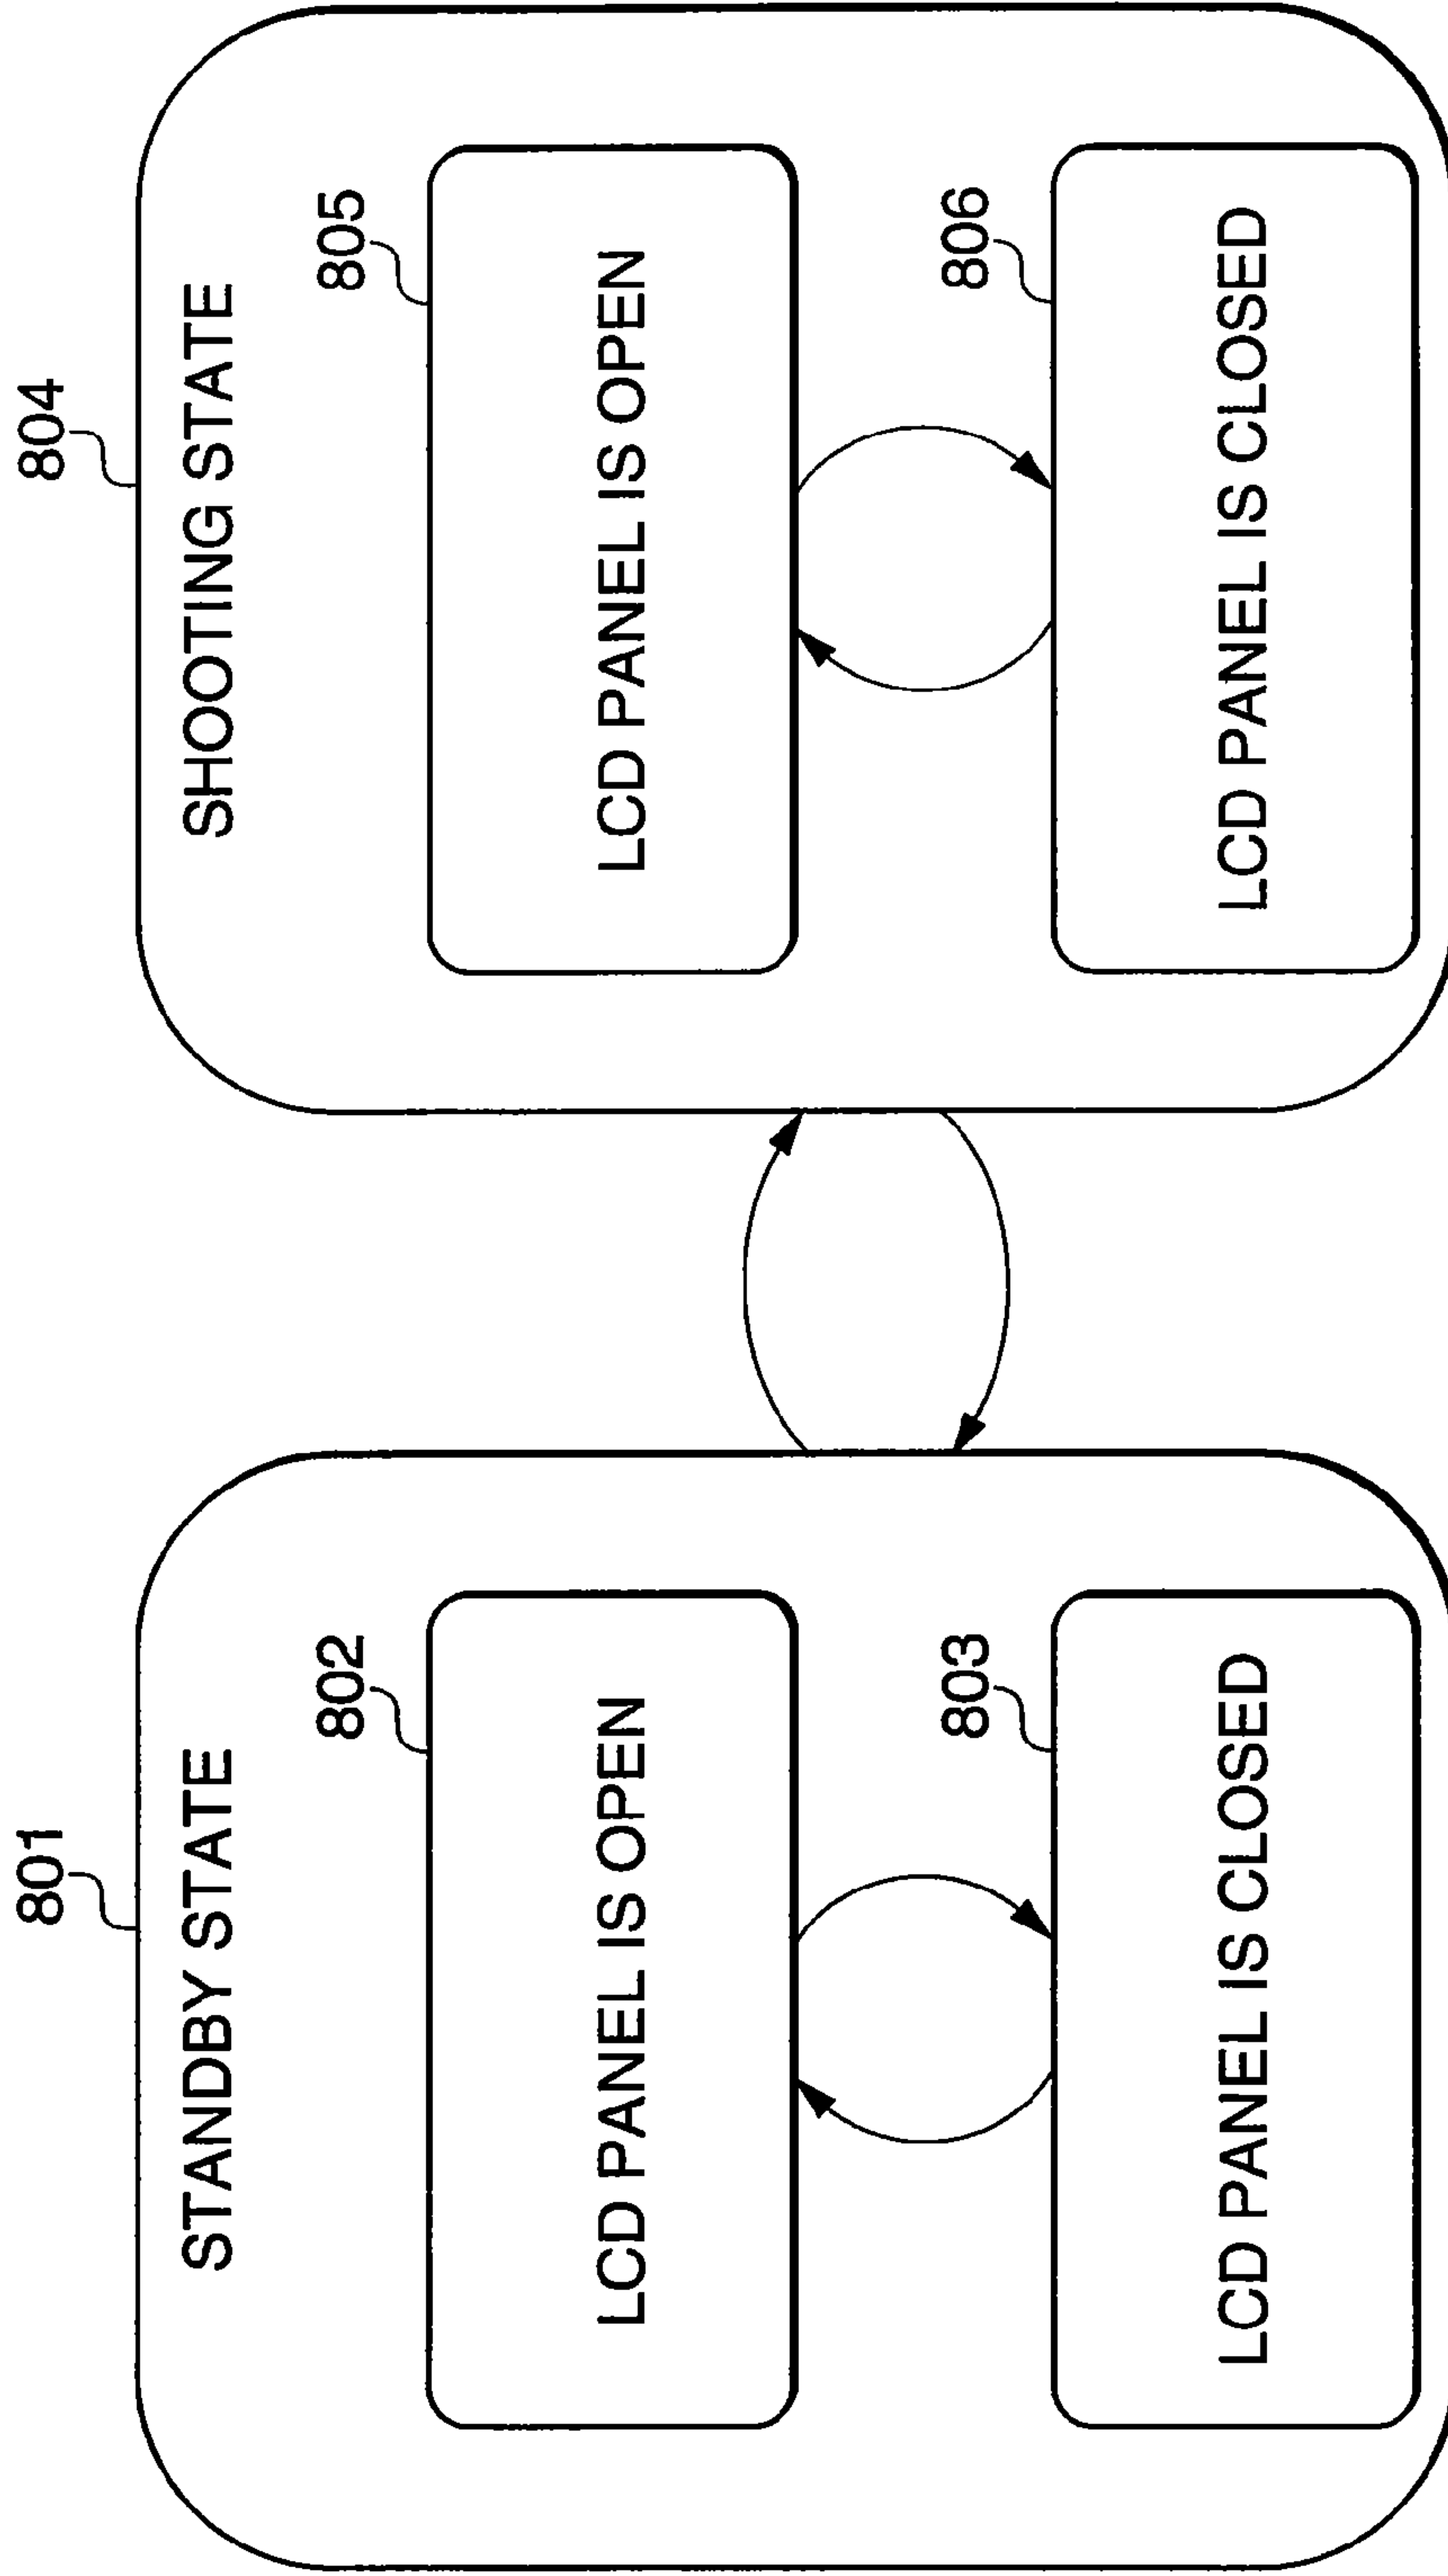 801
STANDBY STATE
802
LCD PANEL IS OPEN
803
LCD PANEL IS CLOSED
804
SHOOTING STATE
805
LCD PANEL IS OPEN
806
LCD PANEL IS CLOSED